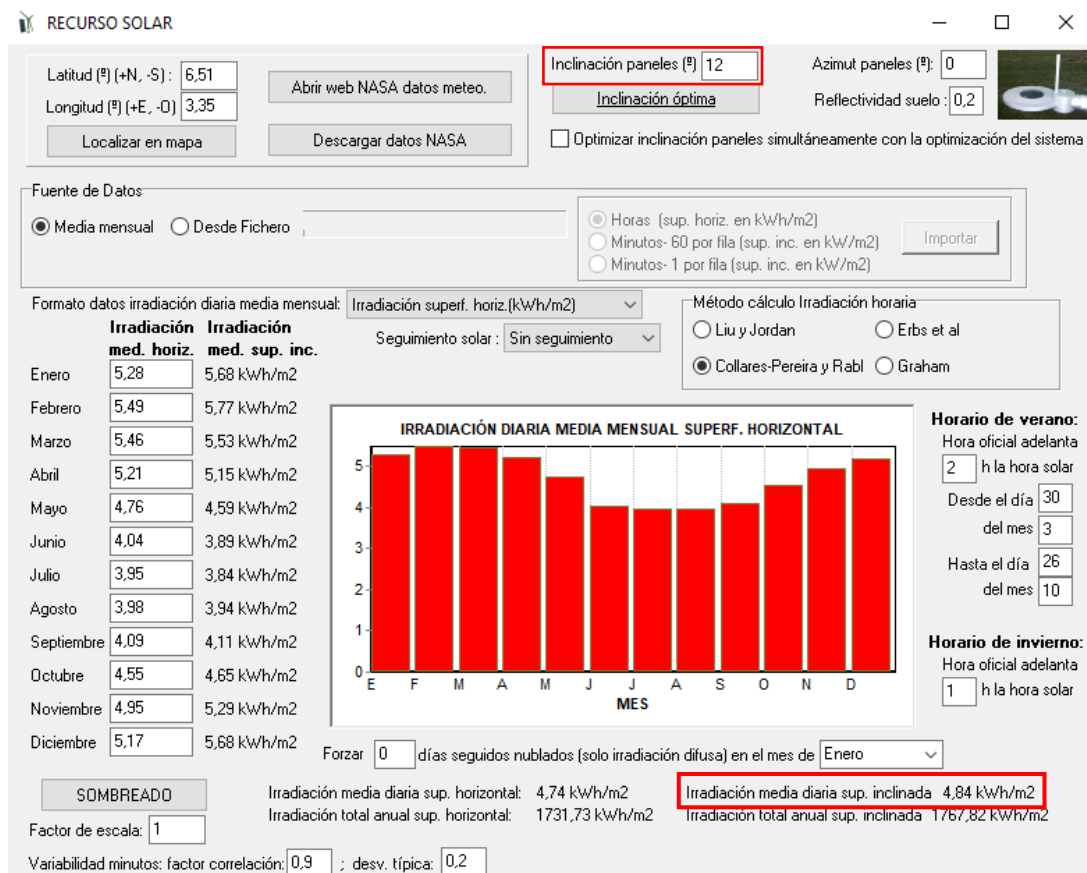 RECURSO SOLAR
Latitud (º) (+N, -S) : 6,51
Longitud (º) (+E, -O) 3,35
Abrir web NASA datos meteo.
Localizar en mapa
Descargar datos NASA
Inclinación paneles (º) 12
Azimut paneles (º): 0
Inclinación óptima
Reflectividad suelo : 0,2
Optimizar inclinación paneles simultáneamente con la optimización del sistema
Fuente de Datos
Media mensual Desde Fichero
Horas (sup. horiz. en kWh/m2)
Minutos- 60 por fila (sup. inc. en kW/m2)
Minutos- 1 por fila (sup. inc. en kW/m2)
Importar
Formato datos irradiación diaria media mensual: Irradiación superf. horiz.(kWh/m2)
Seguimiento solar : Sin seguimiento
Método cálculo Irradiación horaria
Liu y Jordan Erbs et al
Collares-Pereira y Rabl Graham
Irradiación Irradiación
med. horiz. med. sup. inc.
Enero 5,28 5,68 kWh/m2
Febrero 5,49 5,77 kWh/m2
Marzo 5,46 5,53 kWh/m2
Abril 5,21 5,15 kWh/m2
Mayo 4,76 4,59 kWh/m2
Junio 4,04 3,89 kWh/m2
Julio 3,95 3,84 kWh/m2
Agosto 3,98 3,94 kWh/m2
Septiembre 4,09 4,11 kWh/m2
Octubre 4,55 4,65 kWh/m2
Noviembre 4,95 5,29 kWh/m2
Diciembre 5,17 5,68 kWh/m2
IRRADIACIÓN DIARIA MEDIA MENSUAL SUPERF. HORIZONTAL
5
4
3
2
1
0
E F M A M J J A S O N D
MES
Horario de verano:
Hora oficial adelanta
2 h la hora solar
Desde el día 30
del mes 3
Hasta el día 26
del mes 10
Horario de invierno:
Hora oficial adelanta
1 h la hora solar
Forzar 0 días seguidos nublados (solo irradiación difusa) en el mes de Enero
SOMBREADO
Factor de escala: 1
Irradiación media diaria sup. horizontal: 4,74 kWh/m2
Irradiación total anual sup. horizontal: 1731,73 kWh/m2
Irradiación media diaria sup. inclinada 4,84 kWh/m2
Irradiación total anual sup. inclinada 1767,82 kWh/m2
Variabilidad minutos: factor correlación: 0,9 ; desv. típica: 0,2